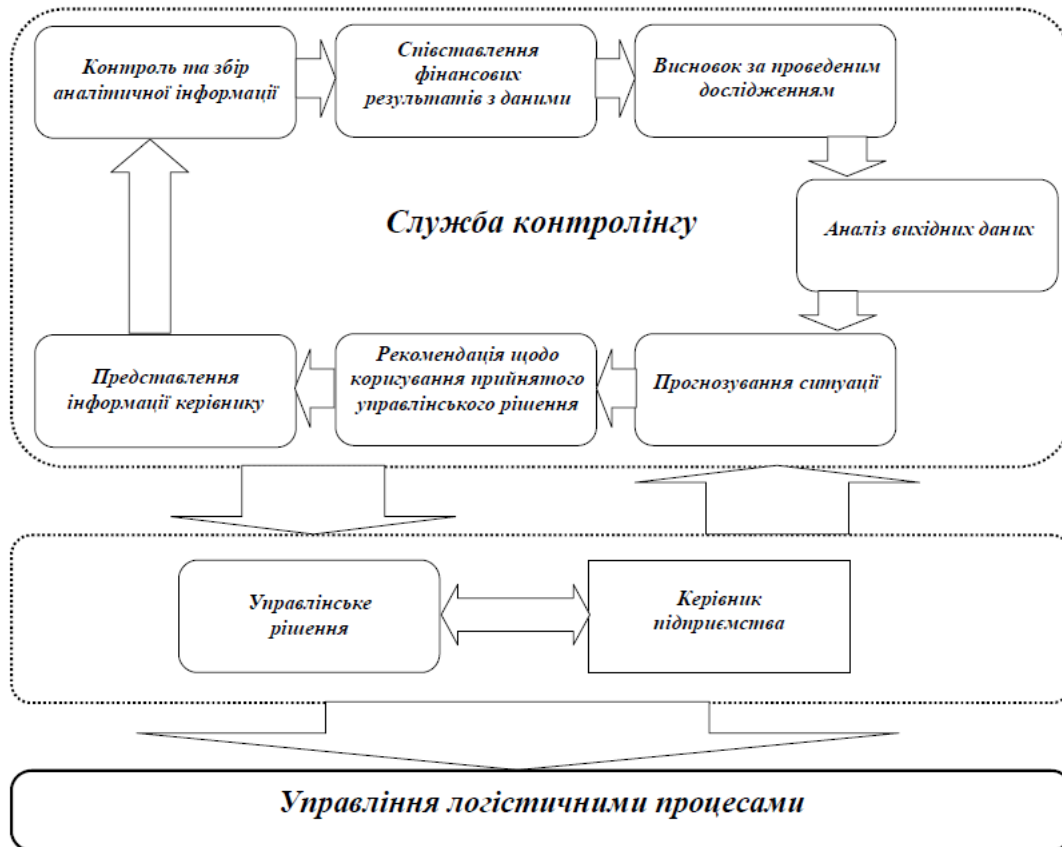 Контроль та збір
аналітичної інформації
Співставлення
фінансових
результатів з даними
Висновок за проведеним
дослідженням
Служба контролінгу
Аналіз вихідних даних
Представлення
інформації керівнику
Рекомендація щодо
коригування прийнятого
управлінського рішення
Прогнозування ситуації
Управлінське
рішення
Керівник
підприємства
Управління логістичними процесами